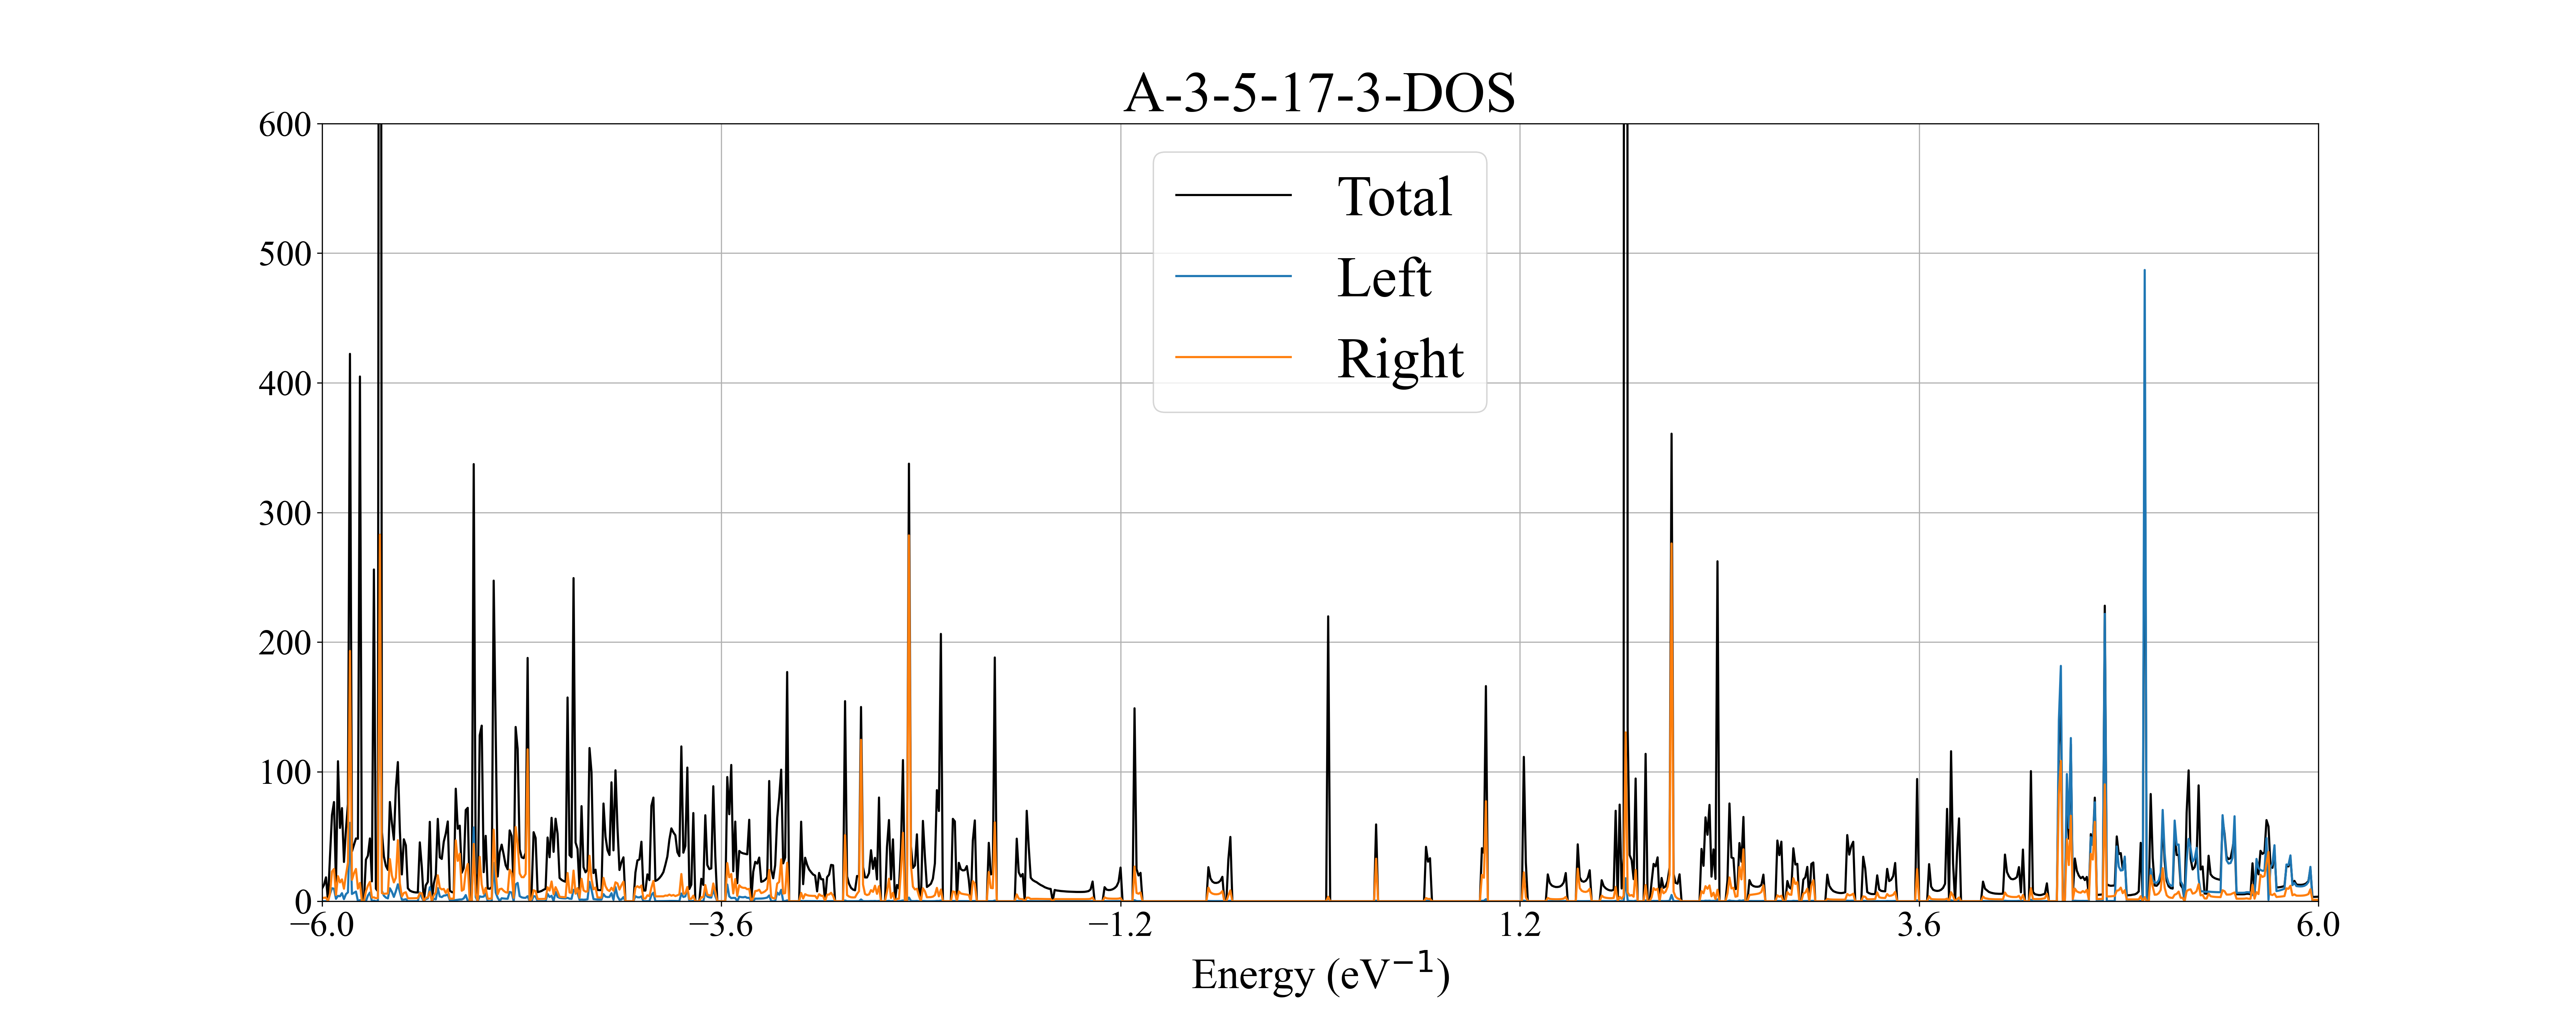 A-3-5-17-3-DOS
600
500
400
300
200
100
0
Total
Left
Right
−6.0 −3.6 −1.2 1.2 3.6 6.0
Energy (eV⁻¹)